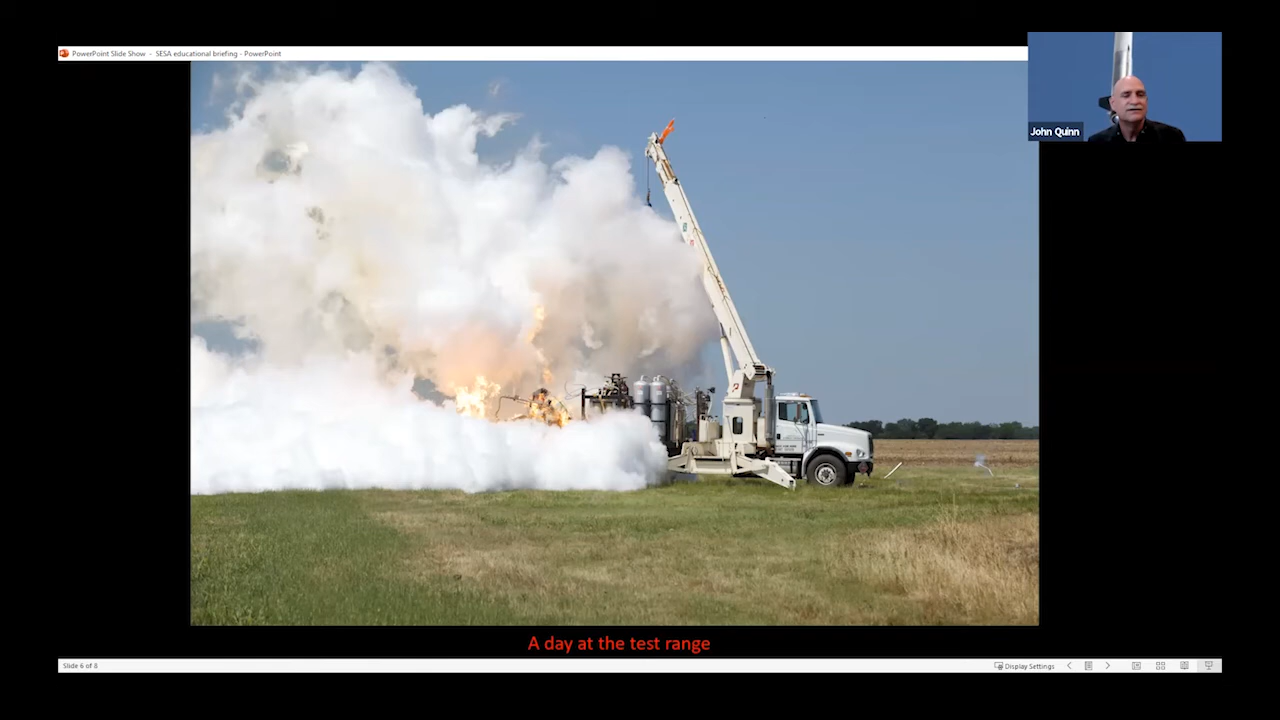 PowerPoint Slide Show - SESA educational briefing - PowerPoint
John Quinn
A day at the test range
Slide 6 of 8
Display Settings